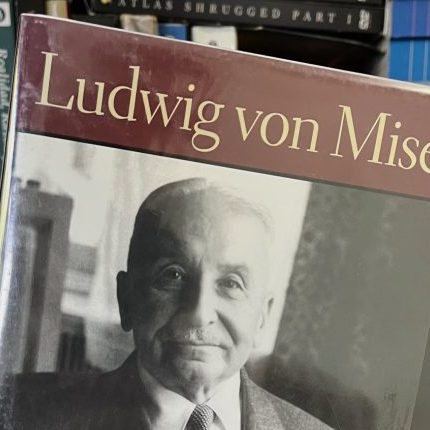 ATLAS SHRUGGED PART I
Ludwig von Mise